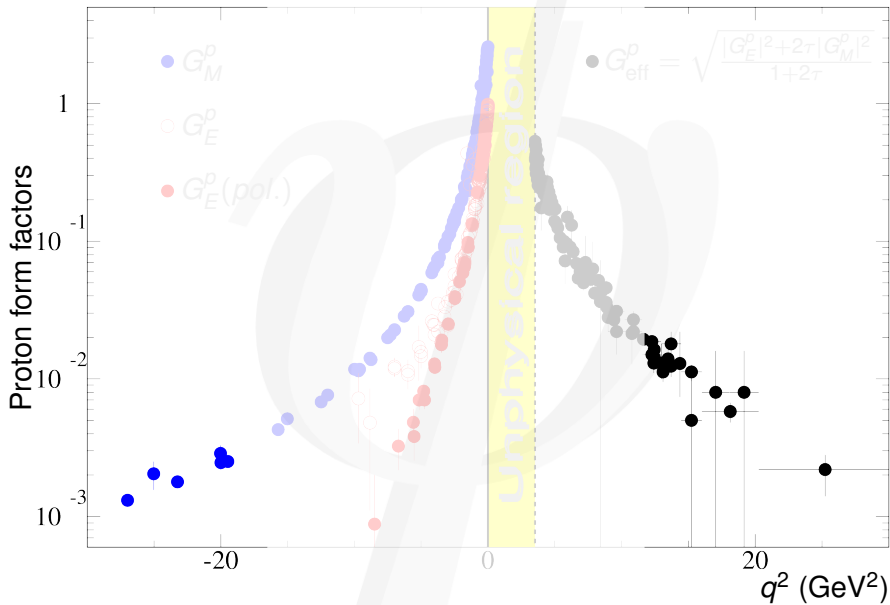 G_M^p
G_E^p
G_E^p(pol.)
G_eff^p = √((|G_E^p|²+2τ|G_M^p|²)/(1+2τ))
Unphysical region
Proton form factors
1
10^-1
10^-2
10^-3
-20
0
20
q² (GeV²)